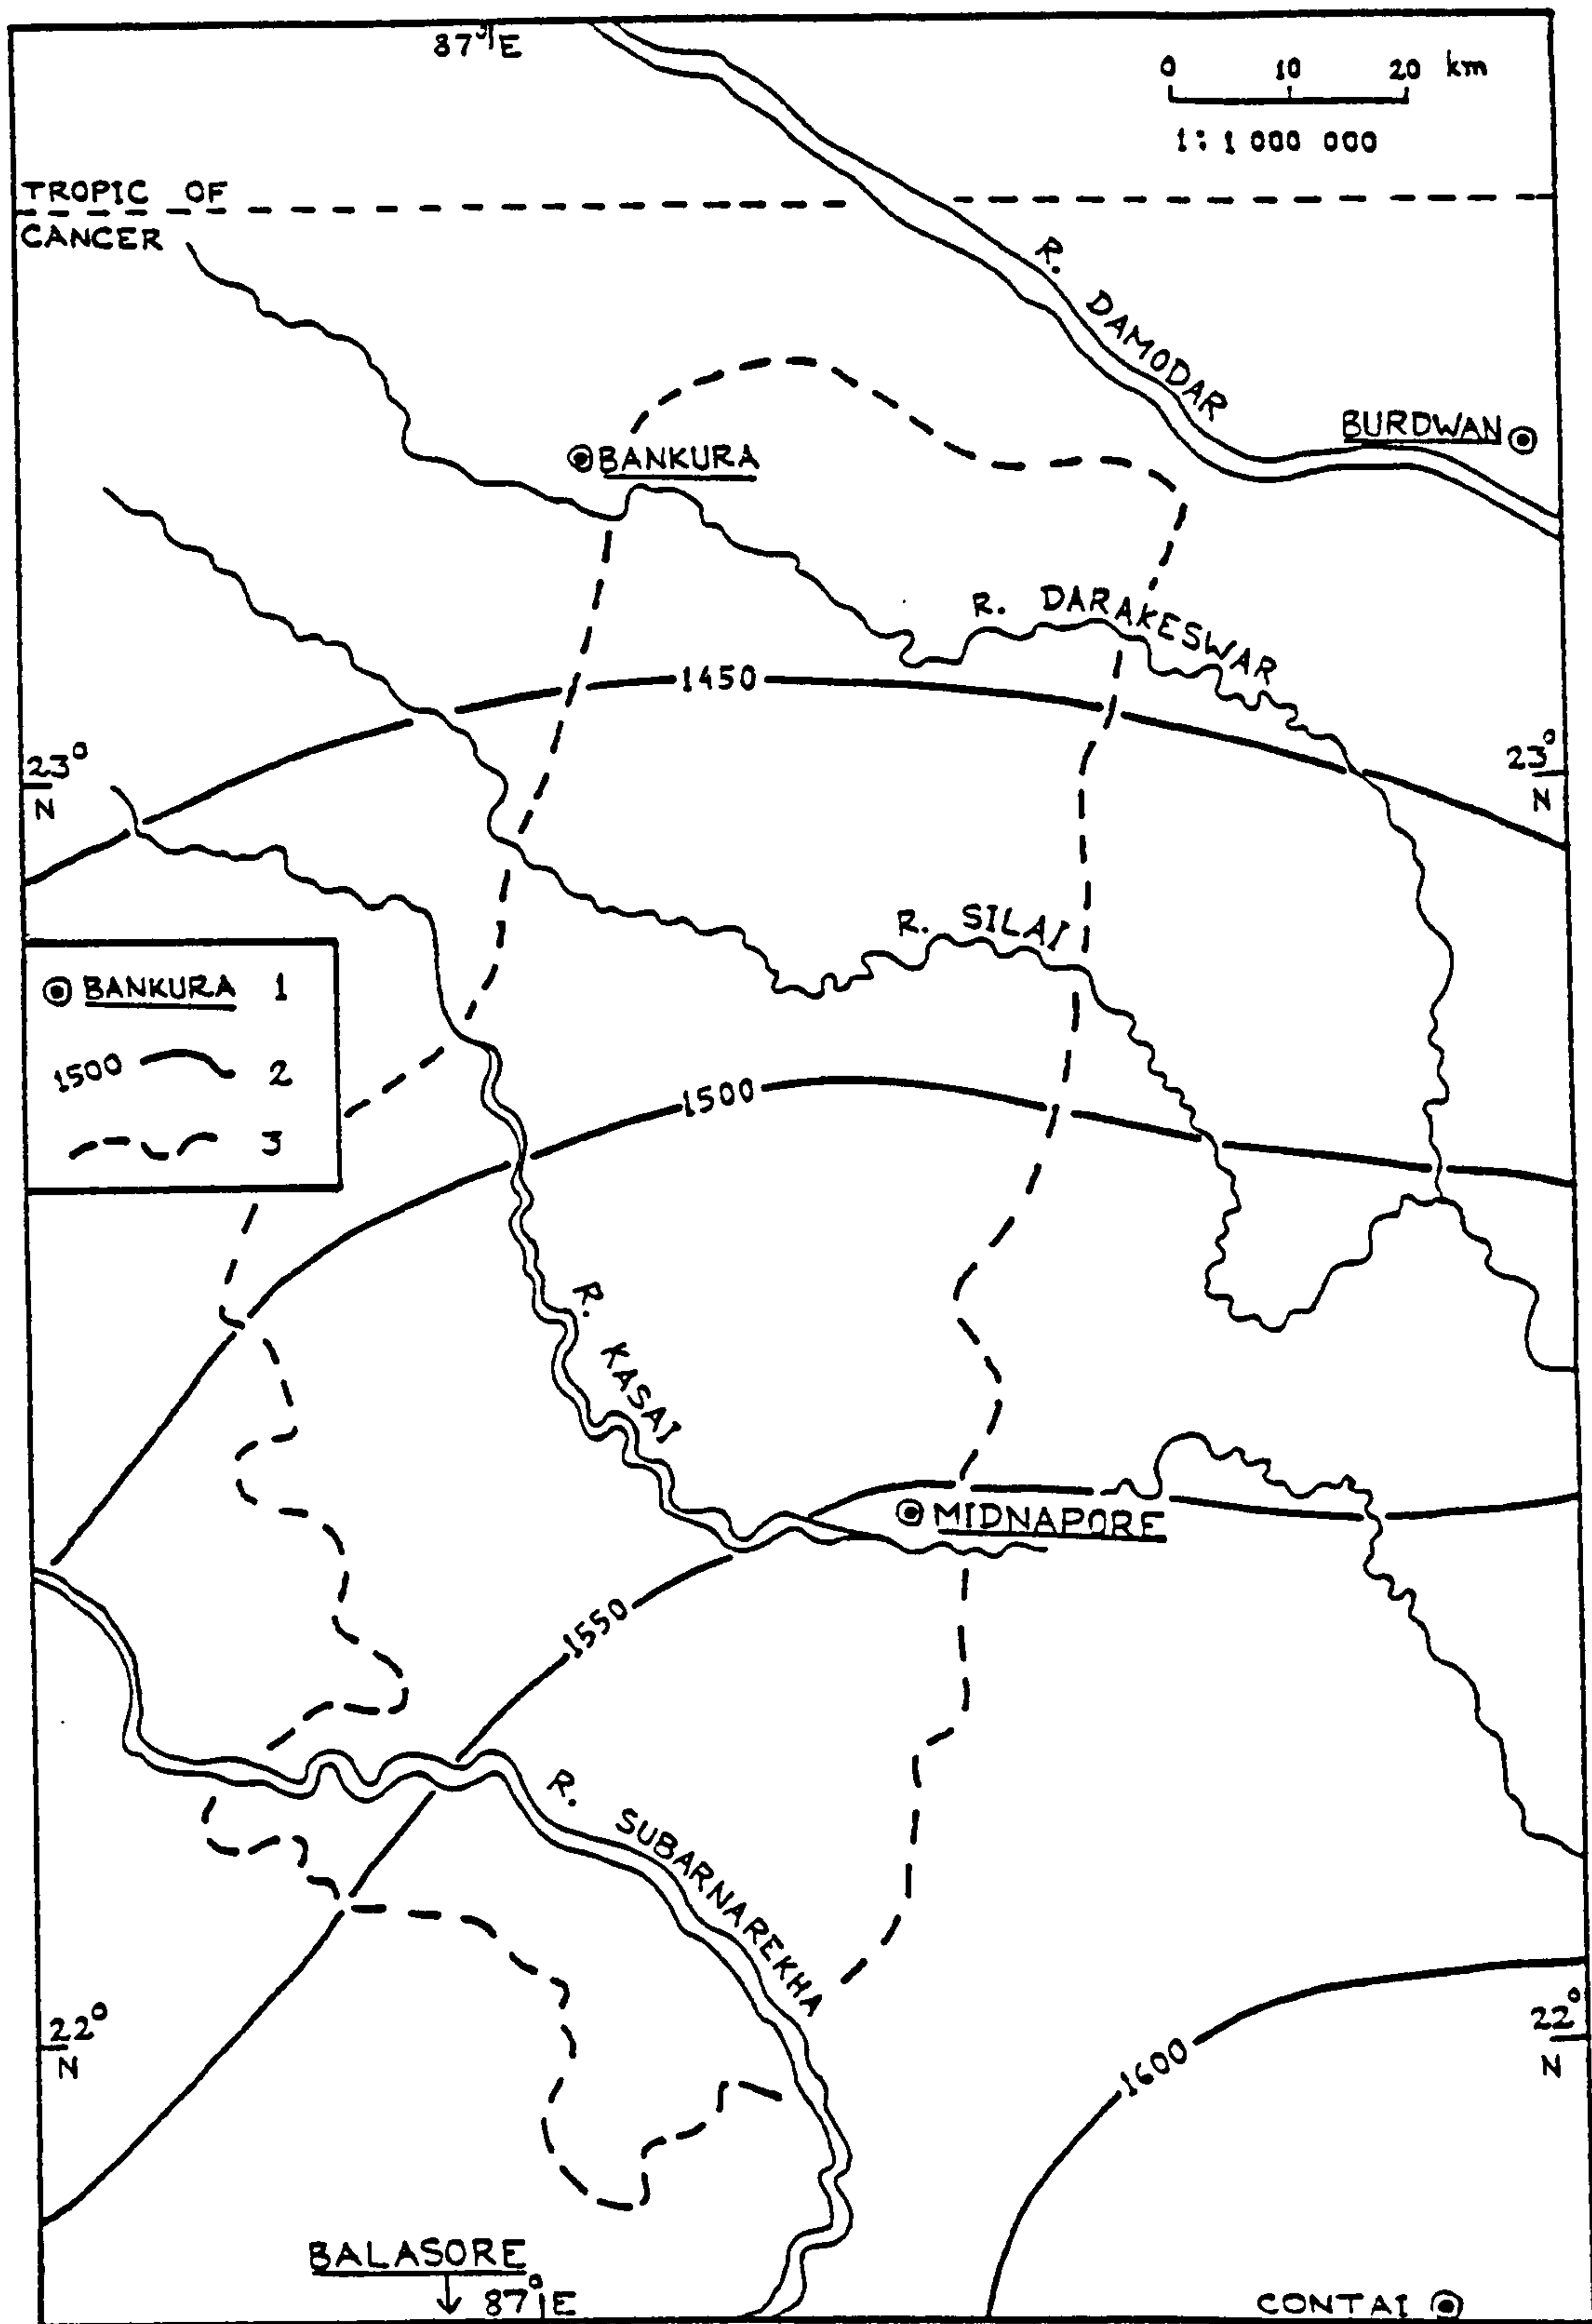 87°E
0 10 20 km
1:1 000 000
TROPIC OF
CANCER
R. DAMODAR
BURDWAN
BANKURA
R. DARAKESWAR
1450
23°
N
23°
N
R. SILAI
BANKURA 1
1500 2
3
1500
R. KASAI
MIDNAPORE
1550
R. SUBARNAREKHA
22°
N
22°
N
1600
BALASORE
87°E
CONTAI